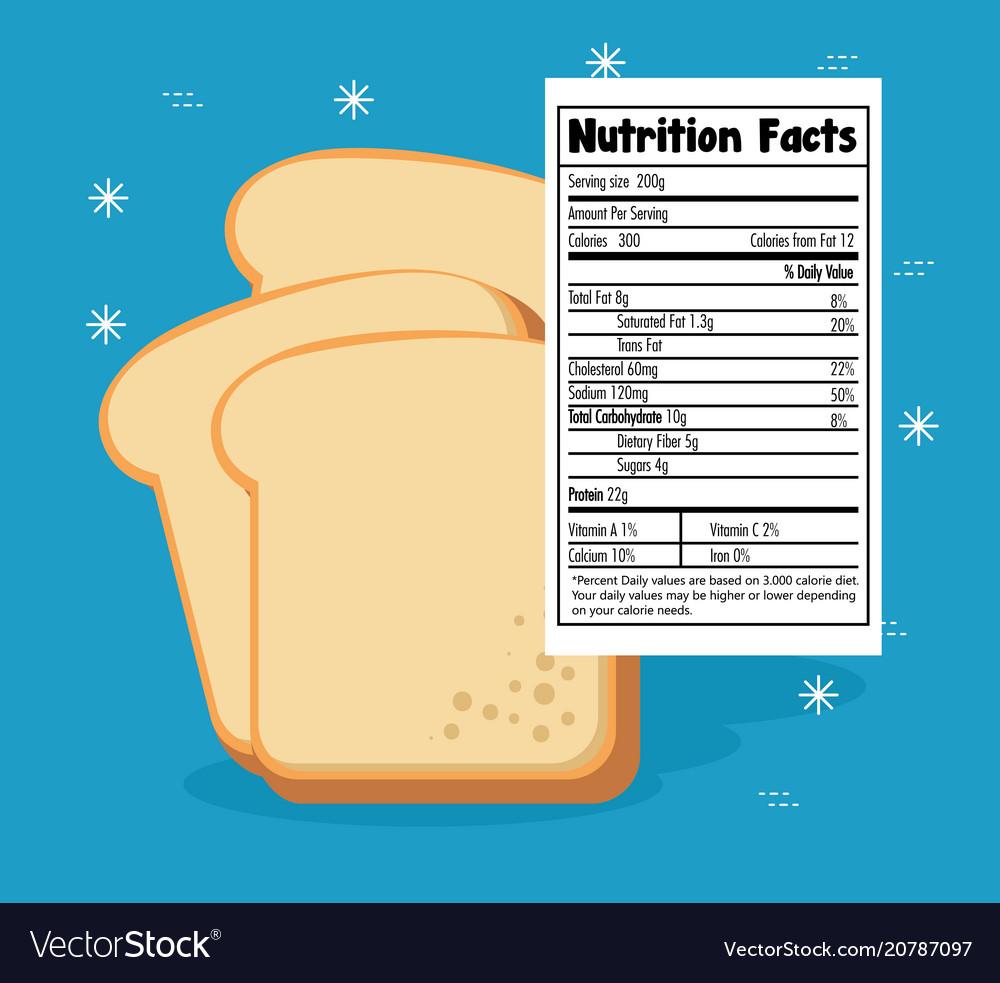 Nutrition Facts
Serving size 200g
Amount Per Serving
Calories 300 Calories from Fat 12
% Daily Value
Total Fat 8g 8%
Saturated Fat 1.3g 20%
Trans Fat
Cholesterol 60mg 22%
Sodium 120mg 50%
Total Carbohydrate 10g 8%
Dietary Fiber 5g
Sugars 4g
Protein 22g
Vitamin A 1% Vitamin C 2%
Calcium 10% Iron 0%
*Percent Daily values are based on 3.000 calorie diet.
Your daily values may be higher or lower depending
on your calorie needs.
VectorStock® VectorStock.com/20787097